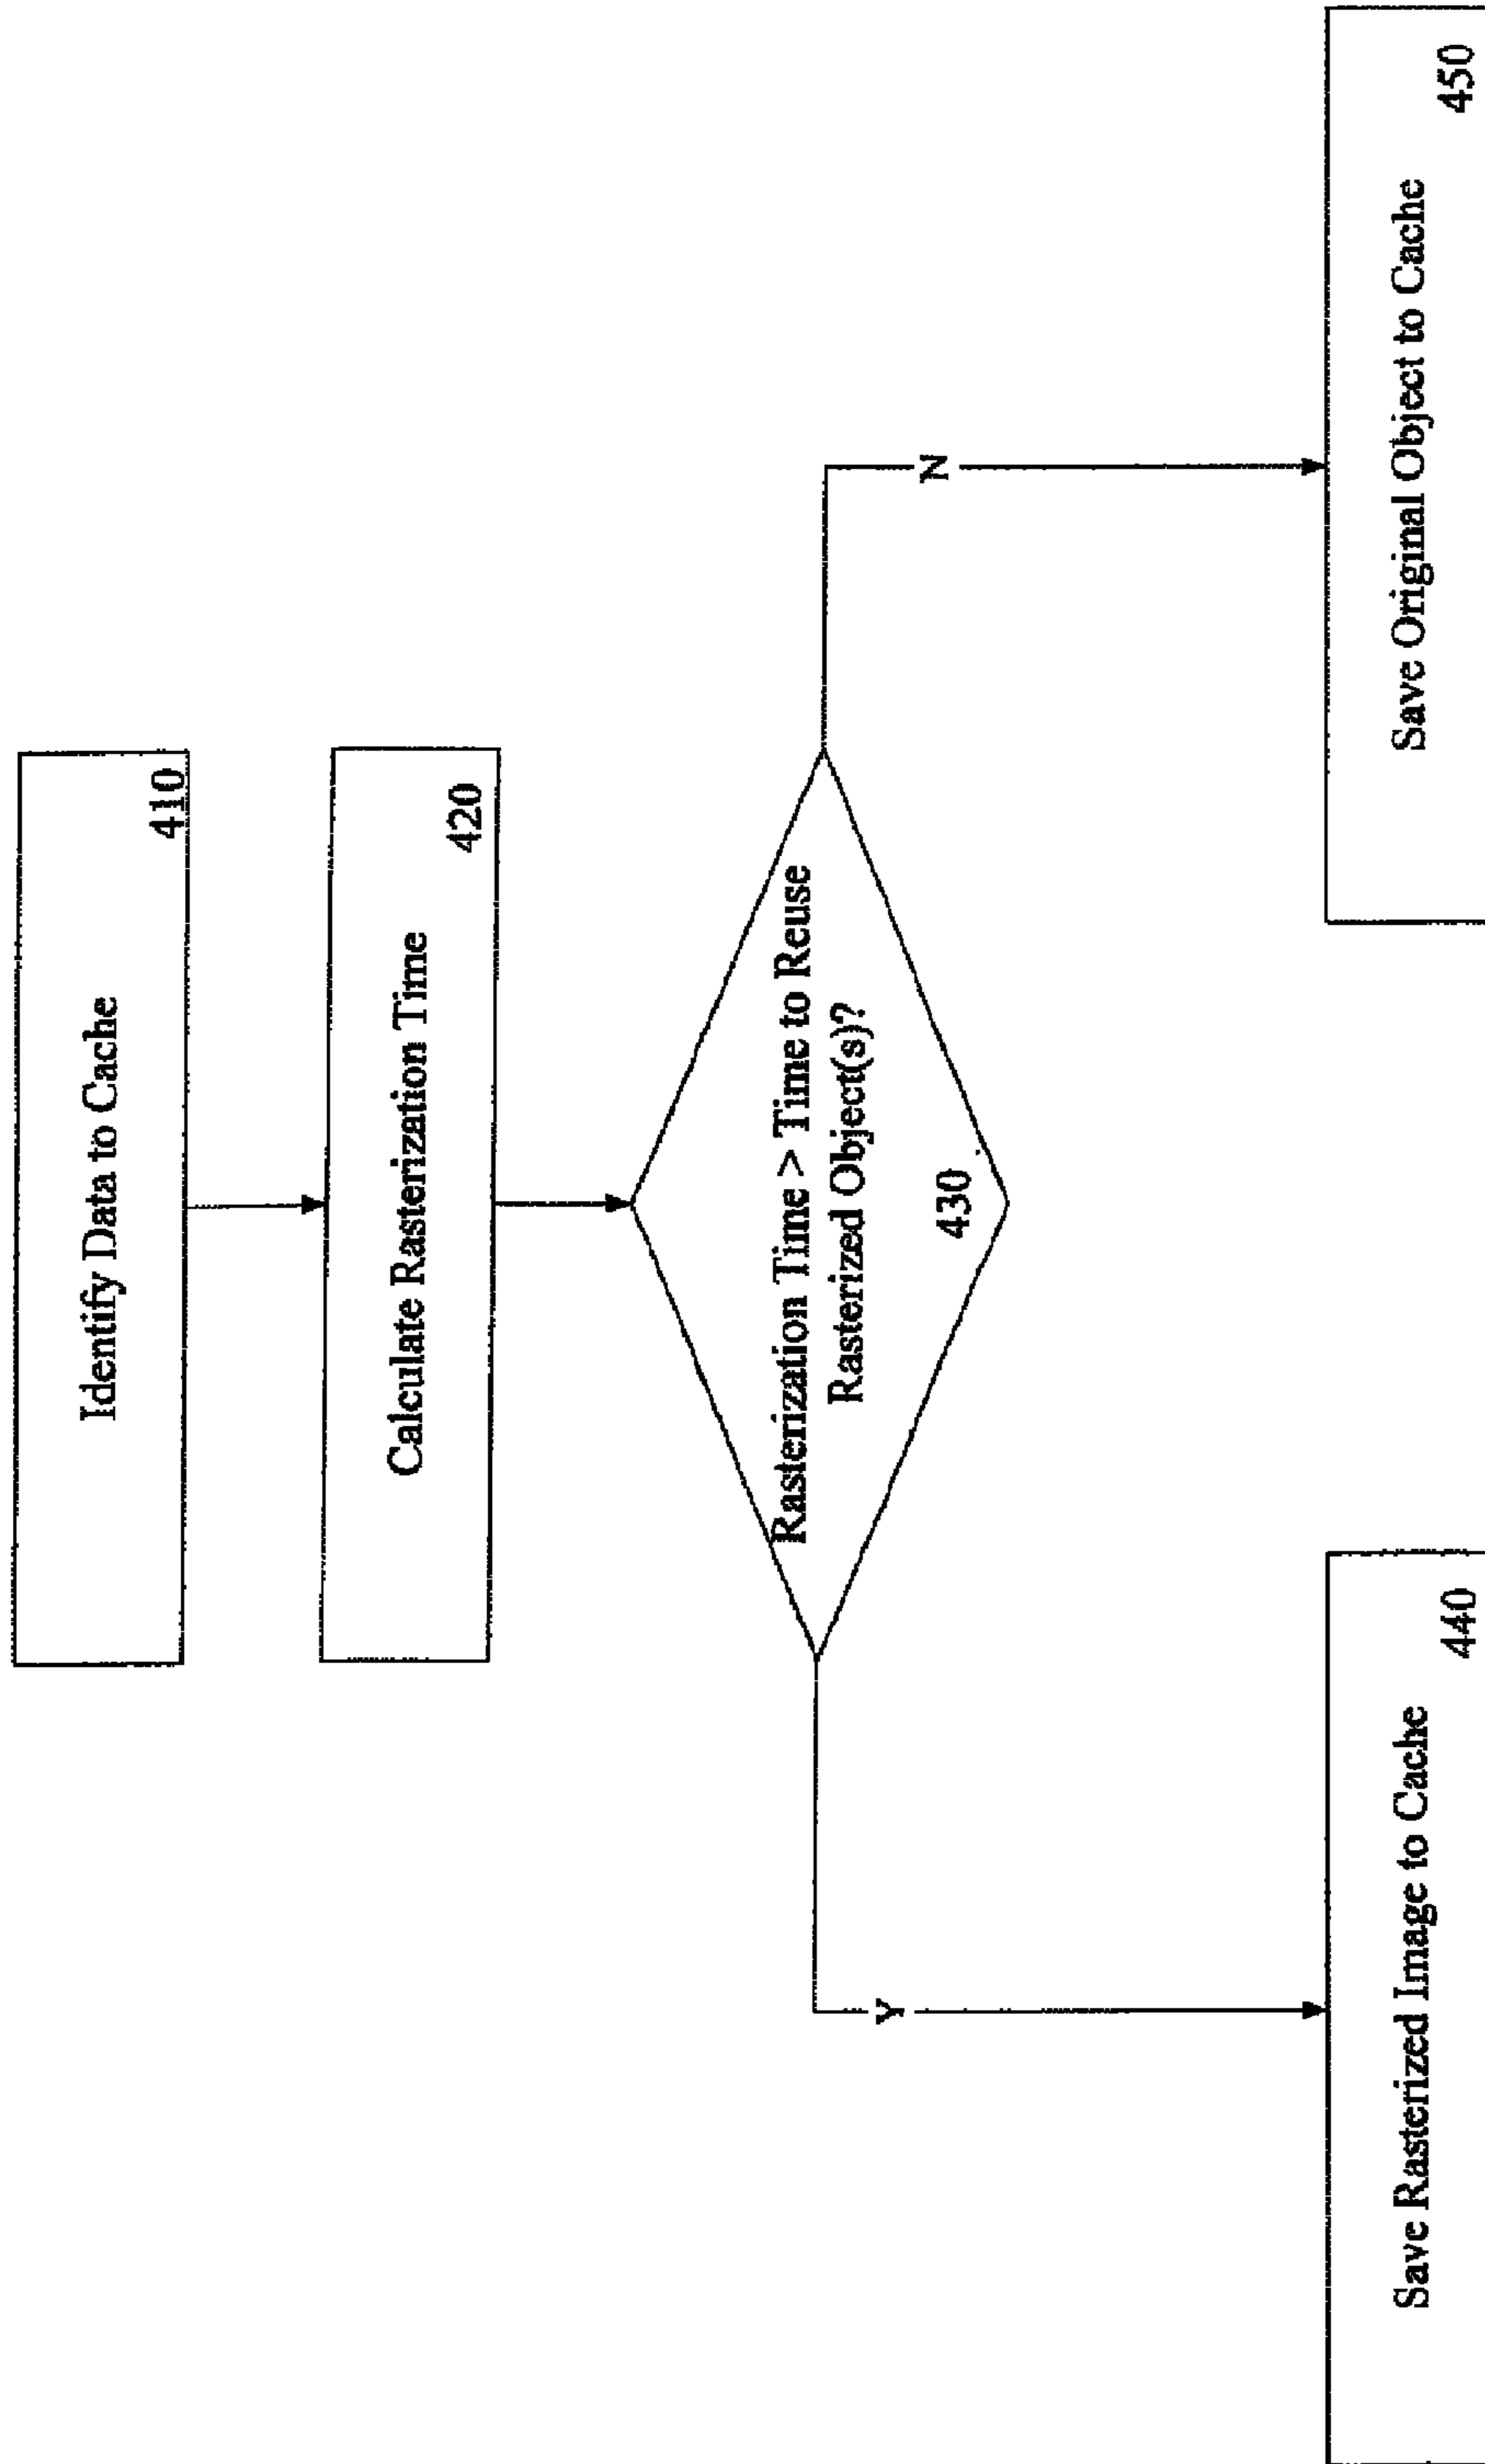 Identify Data to Cache
410
Calculate Rasterization Time
420
Rasterization Time > Time to Reuse
Rasterized Object(s)?
430
Y
N
Save Rasterized Image to Cache
440
Save Original Object to Cache
450